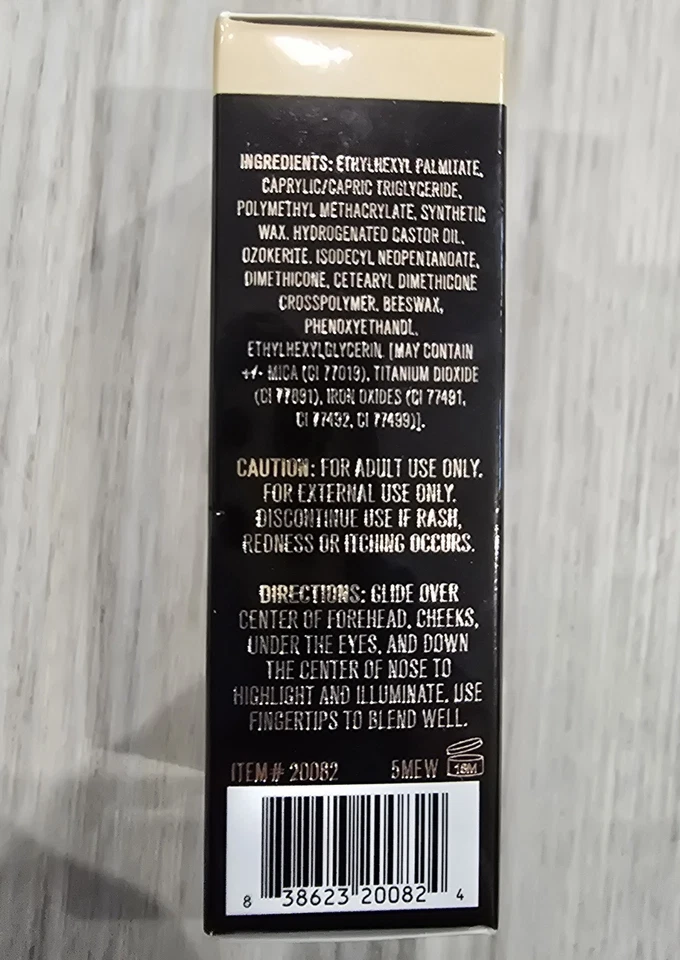 INGREDIENTS: ETHYLHEXYL PALMITATE,
CAPRYLIC/CAPRIC TRIGLYCERIDE,
POLYMETHYL METHACRYLATE, SYNTHETIC
WAX, HYDROGENATED CASTOR OIL,
OZOKERITE, ISODECYL NEOPENTANOATE,
DIMETHICONE, CETEARYL DIMETHICONE
CROSSPOLYMER, BEESWAX,
PHENOXYETHANOL,
ETHYLHEXYLGLYCERIN. [MAY CONTAIN
+/- MICA (CI 77019), TITANIUM DIOXIDE
(CI 77891), IRON OXIDES (CI 77491,
CI 77492, CI 77499)].
CAUTION: FOR ADULT USE ONLY.
FOR EXTERNAL USE ONLY.
DISCONTINUE USE IF RASH,
REDNESS OR ITCHING OCCURS.
DIRECTIONS: GLIDE OVER
CENTER OF FOREHEAD, CHEEKS,
UNDER THE EYES, AND DOWN
THE CENTER OF NOSE TO
HIGHLIGHT AND ILLUMINATE. USE
FINGERTIPS TO BLEND WELL.
ITEM# 20082 5MEW 18M
8 38623 20082 4